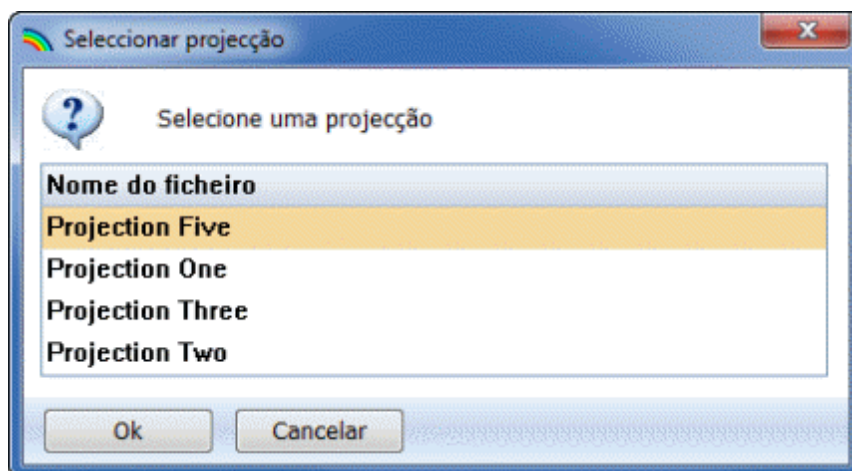 Seleccionar projecção
Selecione uma projecção
Nome do ficheiro
Projection Five
Projection One
Projection Three
Projection Two
Ok
Cancelar